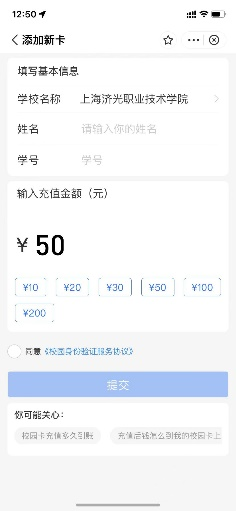 12:50
添加新卡
填写基本信息
学校名称 上海济光职业技术学院
姓名 请输入你的姓名
学号 学号
输入充值金额（元）
¥ 50
¥10 ¥20 ¥30 ¥50 ¥100
¥200
同意《校园身份验证服务协议》
提交
你可能关心：
校园卡充值多久到账 充值后钱怎么到我的校园卡上